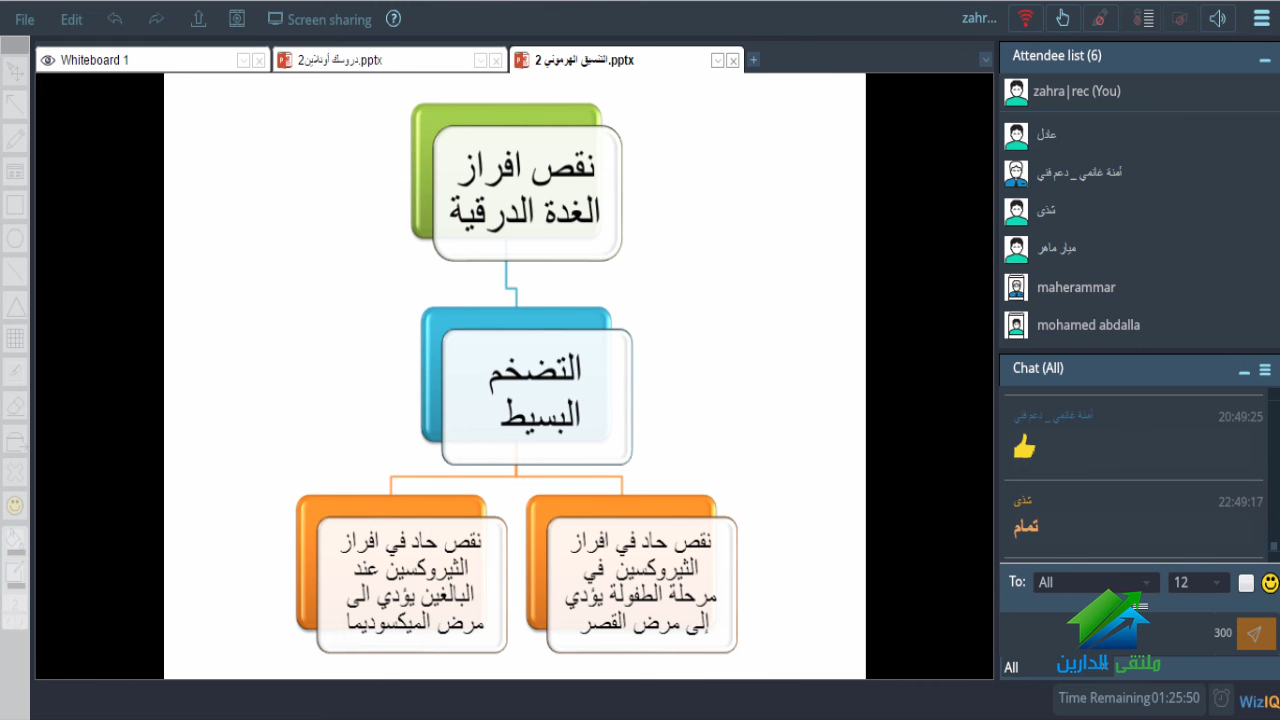 File Edit Screen sharing ? zahr...
Whiteboard 1
دروسك أونلاين2.pptx
التنسيق الهرموني 2.pptx
نقص افراز
الغدة الدرقية
التضخم
البسيط
نقص حاد في افراز
الثيروكسين في
مرحلة الطفولة يؤدي
إلى مرض القصر
نقص حاد في افراز
الثيروكسين عند
البالغين يؤدي الى
مرض الميكسوديما
Attendee list (6)
zahra|rec (You)
عادل
أمنة غانمي _ دعم فني
شذى
ميار ماهر
maherammar
mohamed abdalla
Chat (All)
أمنة غانمي _ دعم فني 20:49:25
شذى 22:49:17
تمام
To: All 12
300
All
ملتقى الدارين
Time Remaining01:25:50
WizIQ